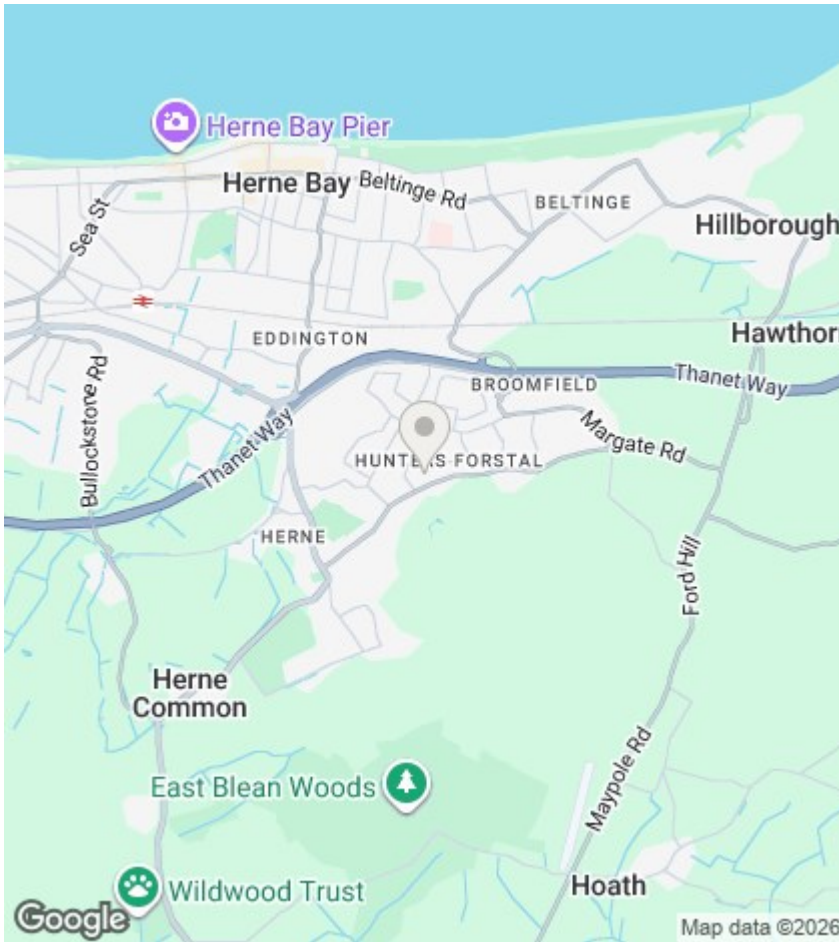 Herne Bay Pier
Herne Bay
Beltinge Rd
BELTINGE
Sea St
Hillborough
EDDINGTON
Hawthorn
BROOMFIELD
Thanet Way
Bullockstone Rd
Thanet Way
HUNTERS FORSTAL
Margate Rd
HERNE
Ford Hill
Herne
Common
East Blean Woods
Maypole Rd
Wildwood Trust
Hoath
Google
Map data ©2026